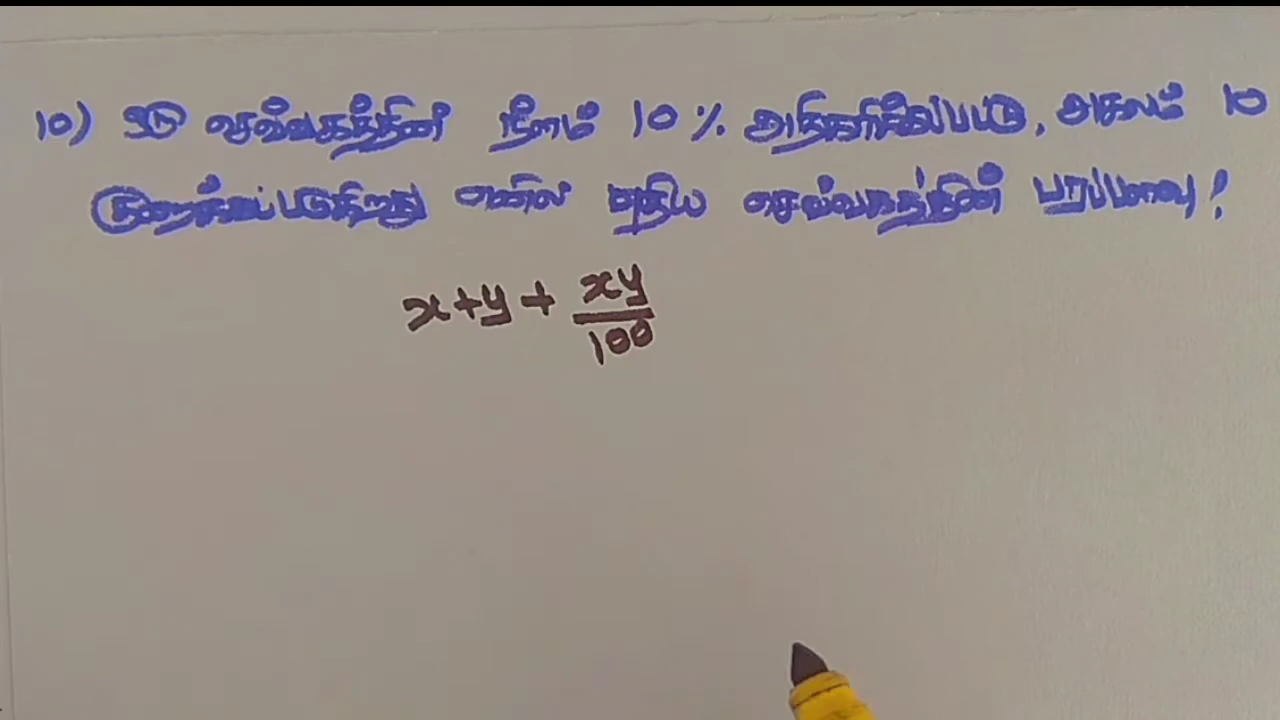 10) ஒரு செவ்வகத்தின் நீளம் 10 % அதிகரிக்கப்பட்டு, அகலம் 10
குறைக்கப்படுகிறது எனில் புதிய செவ்வகத்தின் பரப்பளவு!
x+y+ xy/100